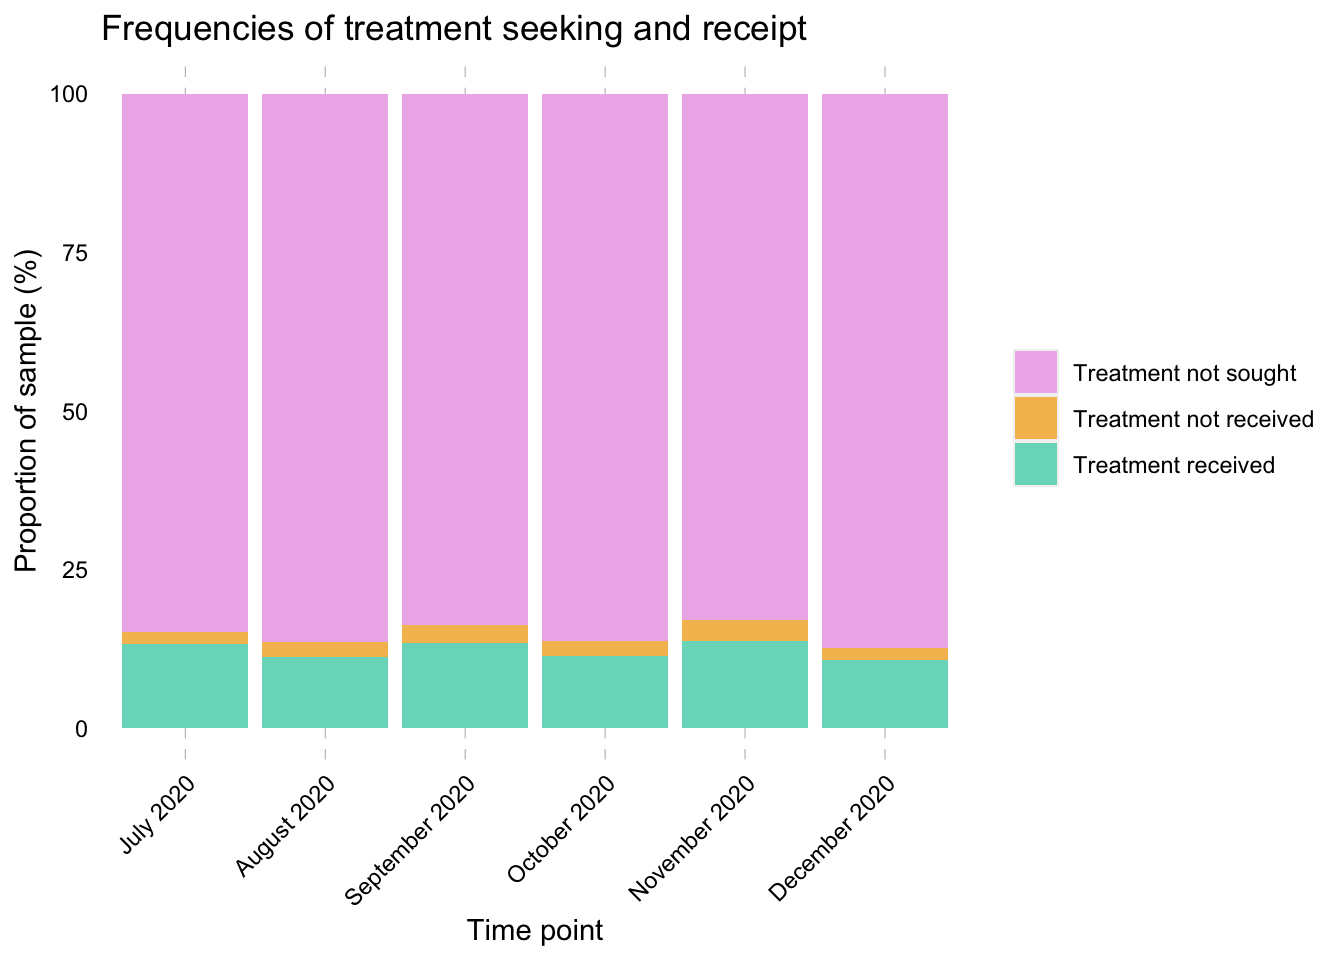 Frequencies of treatment seeking and receipt
100
75
50
25
0
Proportion of sample (%)
July 2020
August 2020
September 2020
October 2020
November 2020
December 2020
Time point
Treatment not sought
Treatment not received
Treatment received